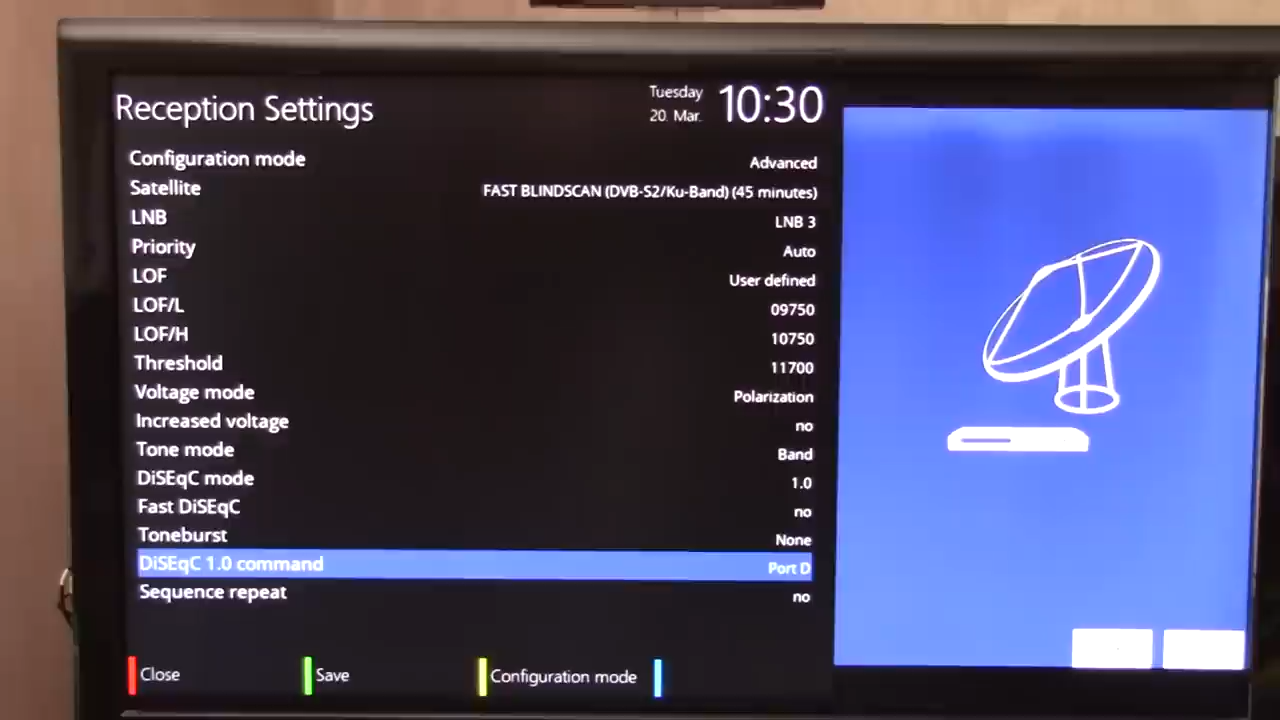 Reception Settings
Tuesday
20. Mar.
10:30
Configuration mode Advanced
Satellite FAST BLINDSCAN (DVB-S2/Ku-Band) (45 minutes)
LNB LNB 3
Priority Auto
LOF User defined
LOF/L 09750
LOF/H 10750
Threshold 11700
Voltage mode Polarization
Increased voltage no
Tone mode Band
DiSEqC mode 1.0
Fast DiSEqC no
Toneburst None
DiSEqC 1.0 command Port D
Sequence repeat no
Close Save Configuration mode